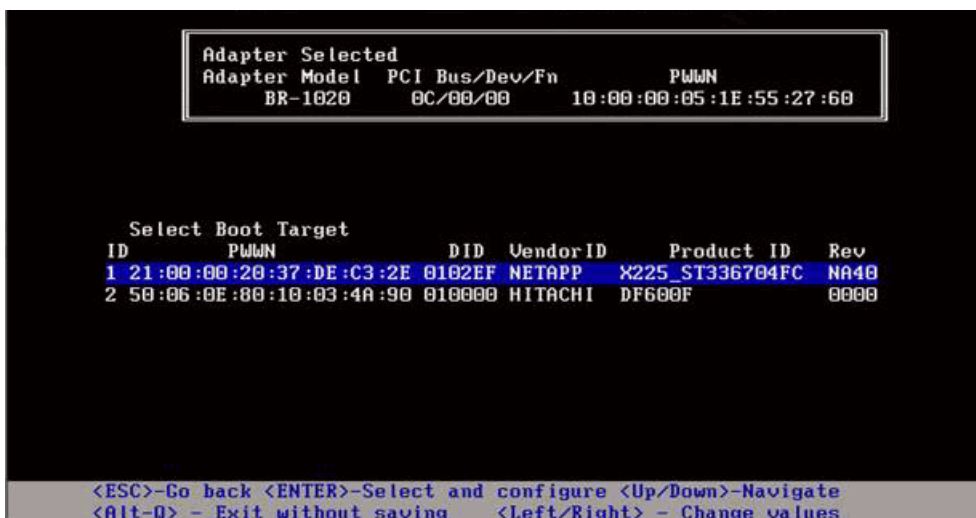 Adapter Selected
Adapter Model PCI Bus/Dev/Fn PWWN
BR-1020 0C/00/00 10:00:00:05:1E:55:27:60
Select Boot Target
ID PWWN DID VendorID Product ID Rev
1 21:00:00:20:37:DE:C3:2E 0102EF NETAPP X225_ST336704FC NA40
2 50:06:0E:80:10:03:4A:90 010000 HITACHI DF600F 0000
<ESC>-Go back <ENTER>-Select and configure <Up/Down>-Navigate
<Alt-Q> - Exit without saving <Left/Right> - Change values